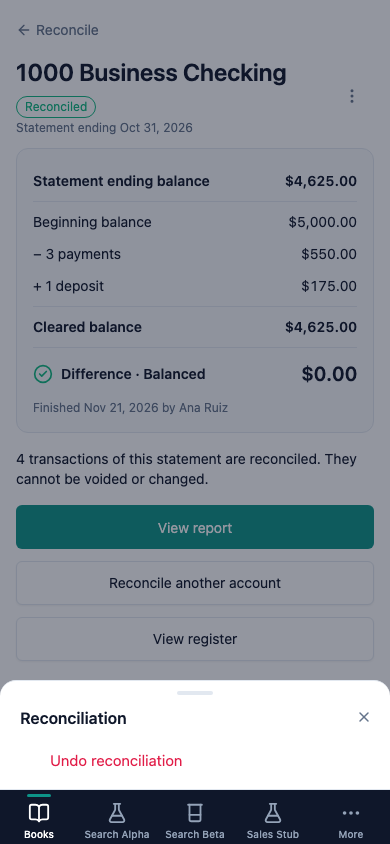 Reconcile
1000 Business Checking
Reconciled
Statement ending Oct 31, 2026
Statement ending balance $4,625.00
Beginning balance $5,000.00
− 3 payments $550.00
+ 1 deposit $175.00
Cleared balance $4,625.00
Difference · Balanced $0.00
Finished Nov 21, 2026 by Ana Ruiz
4 transactions of this statement are reconciled. They
cannot be voided or changed.
View report
Reconcile another account
View register
Reconciliation
Undo reconciliation
Books Search Alpha Search Beta Sales Stub More